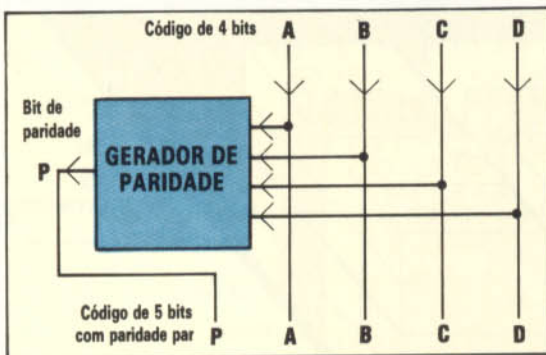 Código de 4 bits A B C D
Bit de
paridade
P
GERADOR DE
PARIDADE
Código de 5 bits
com paridade par P A B C D